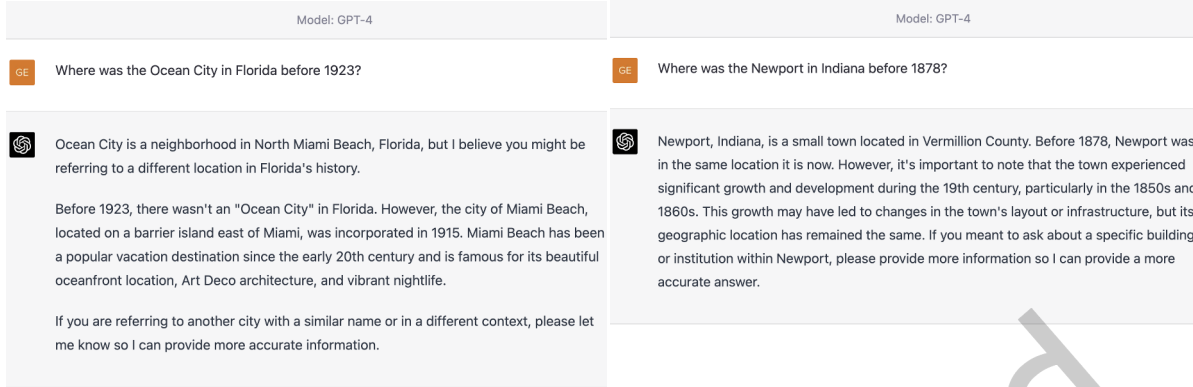 Model: GPT-4
GE
Where was the Ocean City in Florida before 1923?
Ocean City is a neighborhood in North Miami Beach, Florida, but I believe you might be
referring to a different location in Florida's history.
Before 1923, there wasn't an "Ocean City" in Florida. However, the city of Miami Beach,
located on a barrier island east of Miami, was incorporated in 1915. Miami Beach has been
a popular vacation destination since the early 20th century and is famous for its beautiful
oceanfront location, Art Deco architecture, and vibrant nightlife.
If you are referring to another city with a similar name or in a different context, please let
me know so I can provide more accurate information.
Model: GPT-4
GE
Where was the Newport in Indiana before 1878?
Newport, Indiana, is a small town located in Vermillion County. Before 1878, Newport was
in the same location it is now. However, it's important to note that the town experienced
significant growth and development during the 19th century, particularly in the 1850s and
1860s. This growth may have led to changes in the town's layout or infrastructure, but its
geographic location has remained the same. If you meant to ask about a specific building
or institution within Newport, please provide more information so I can provide a more
accurate answer.